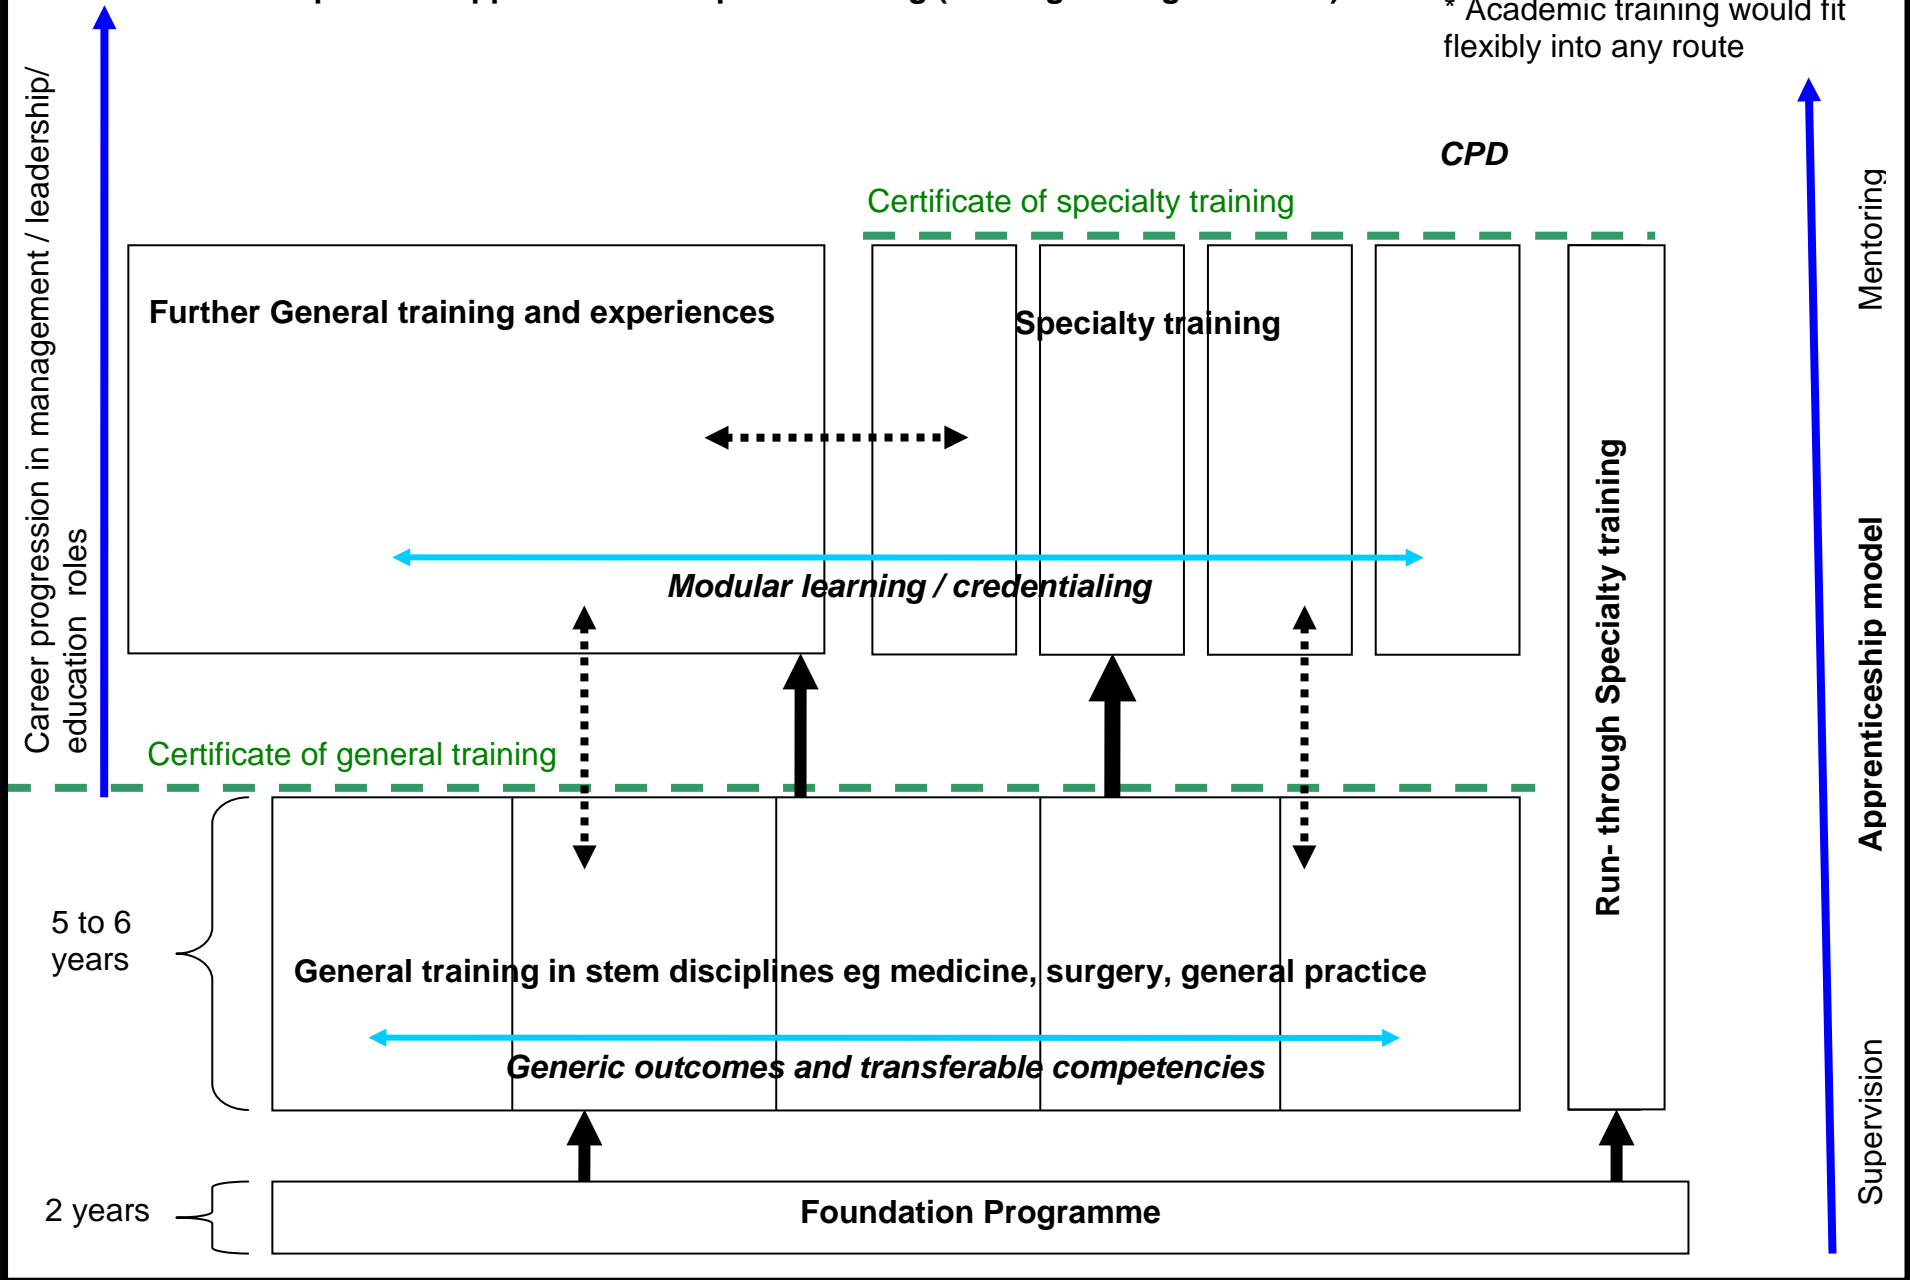 * Academic training would fit
flexibly into any route
CPD
Certificate of specialty training
Further General training and experiences
Specialty training
Modular learning / credentialing
Career progression in management / leadership/
education roles
Certificate of general training
Mentoring
Apprenticeship model
Supervision
Run- through Specialty training
5 to 6
years
General training in stem disciplines eg medicine, surgery, general practice
Generic outcomes and transferable competencies
2 years
Foundation Programme